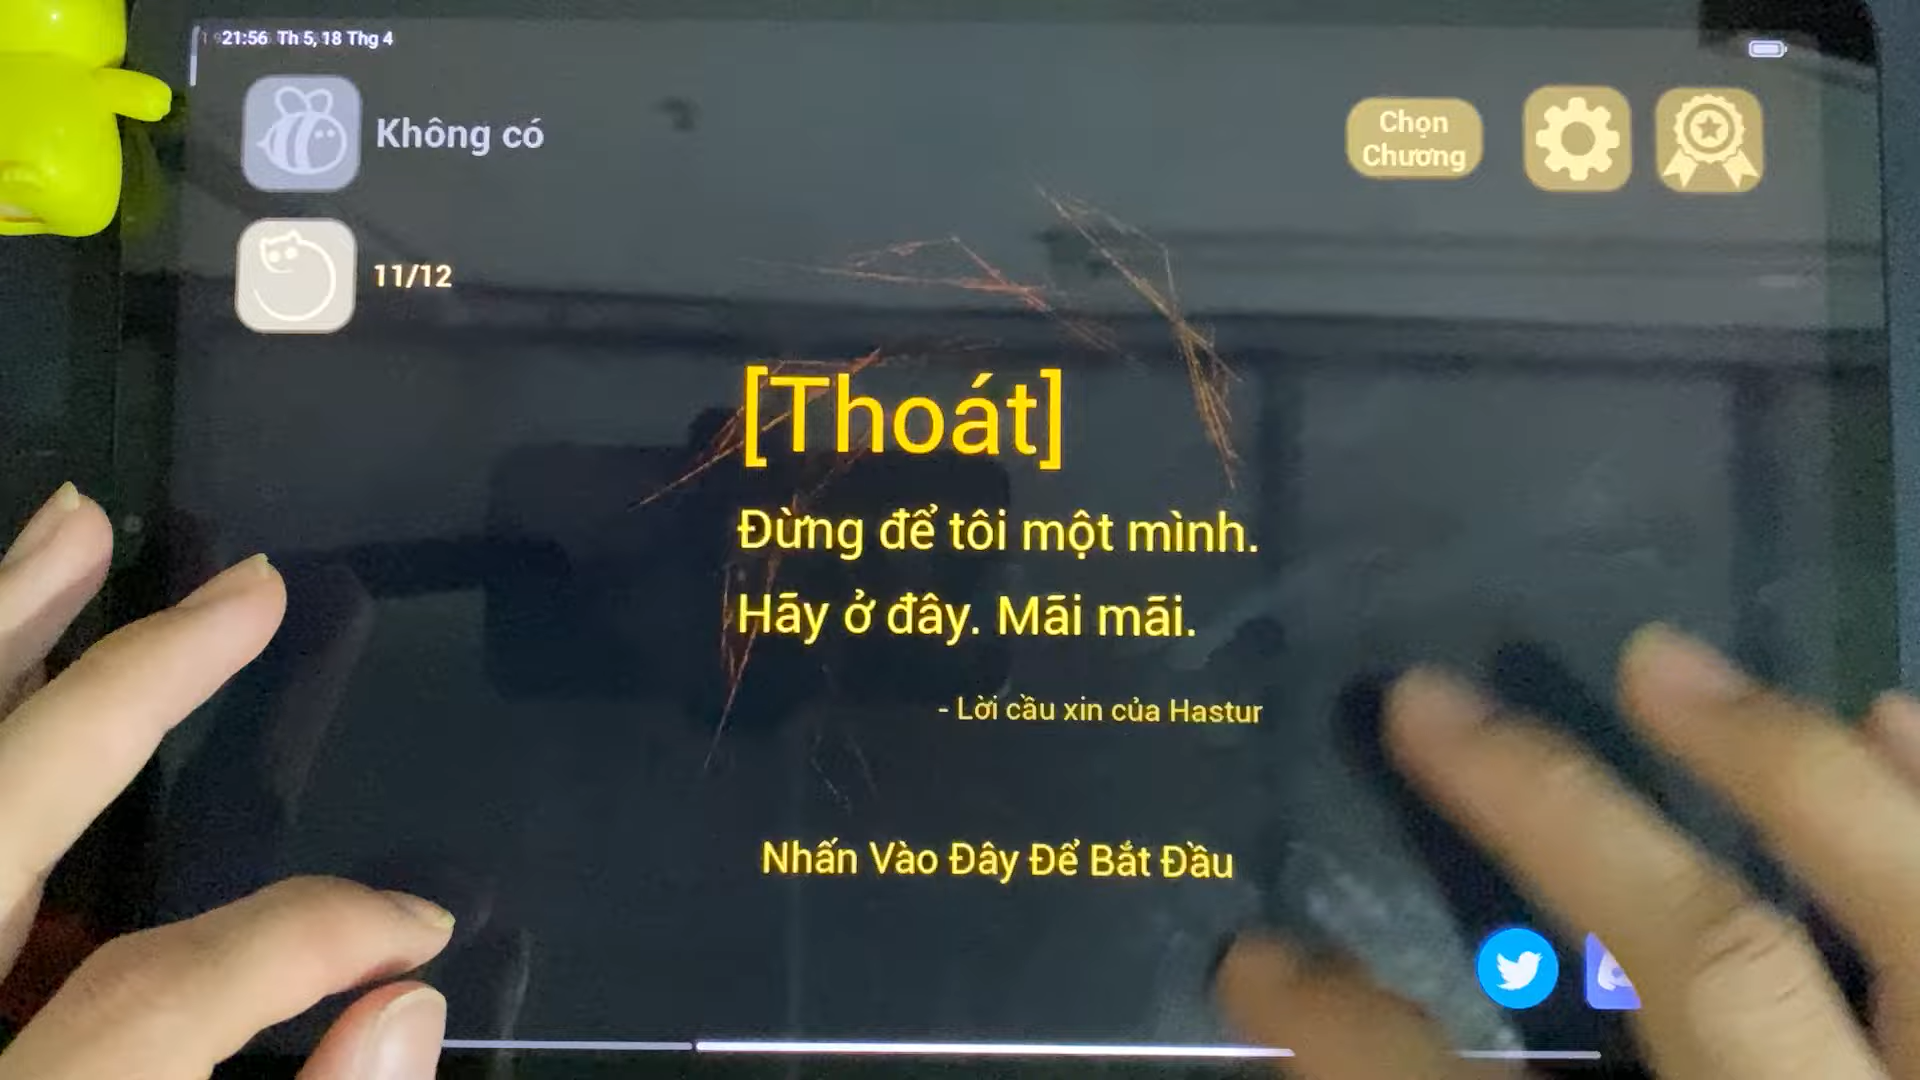 21:56 Th 5, 18 Thg 4
Không có
Chọn
Chương
11/12
[Thoát]
Đừng để tôi một mình.
Hãy ở đây. Mãi mãi.
- Lời cầu xin của Hastur
Nhấn Vào Đây Để Bắt Đầu